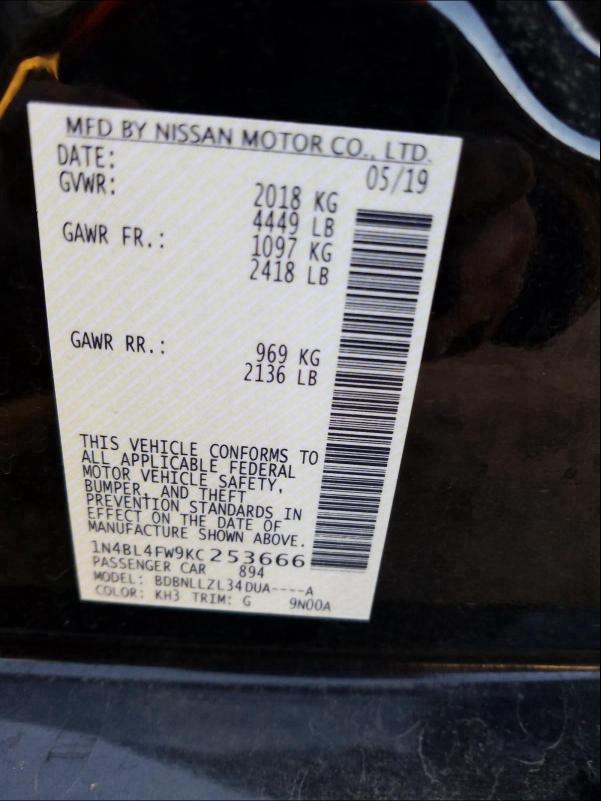 MFD BY NISSAN MOTOR CO., LTD.
DATE: 05/19
GVWR: 2018 KG
4449 LB
GAWR FR.: 1097 KG
2418 LB
GAWR RR.: 969 KG
2136 LB
THIS VEHICLE CONFORMS TO
ALL APPLICABLE FEDERAL
MOTOR VEHICLE SAFETY,
BUMPER, AND THEFT
PREVENTION STANDARDS IN
EFFECT ON THE DATE OF
MANUFACTURE SHOWN ABOVE.
1N4BL4FW9KC253666
PASSENGER CAR 894
MODEL: BDBNLLZL34DUA----A
COLOR: KH3 TRIM: G 9N00A